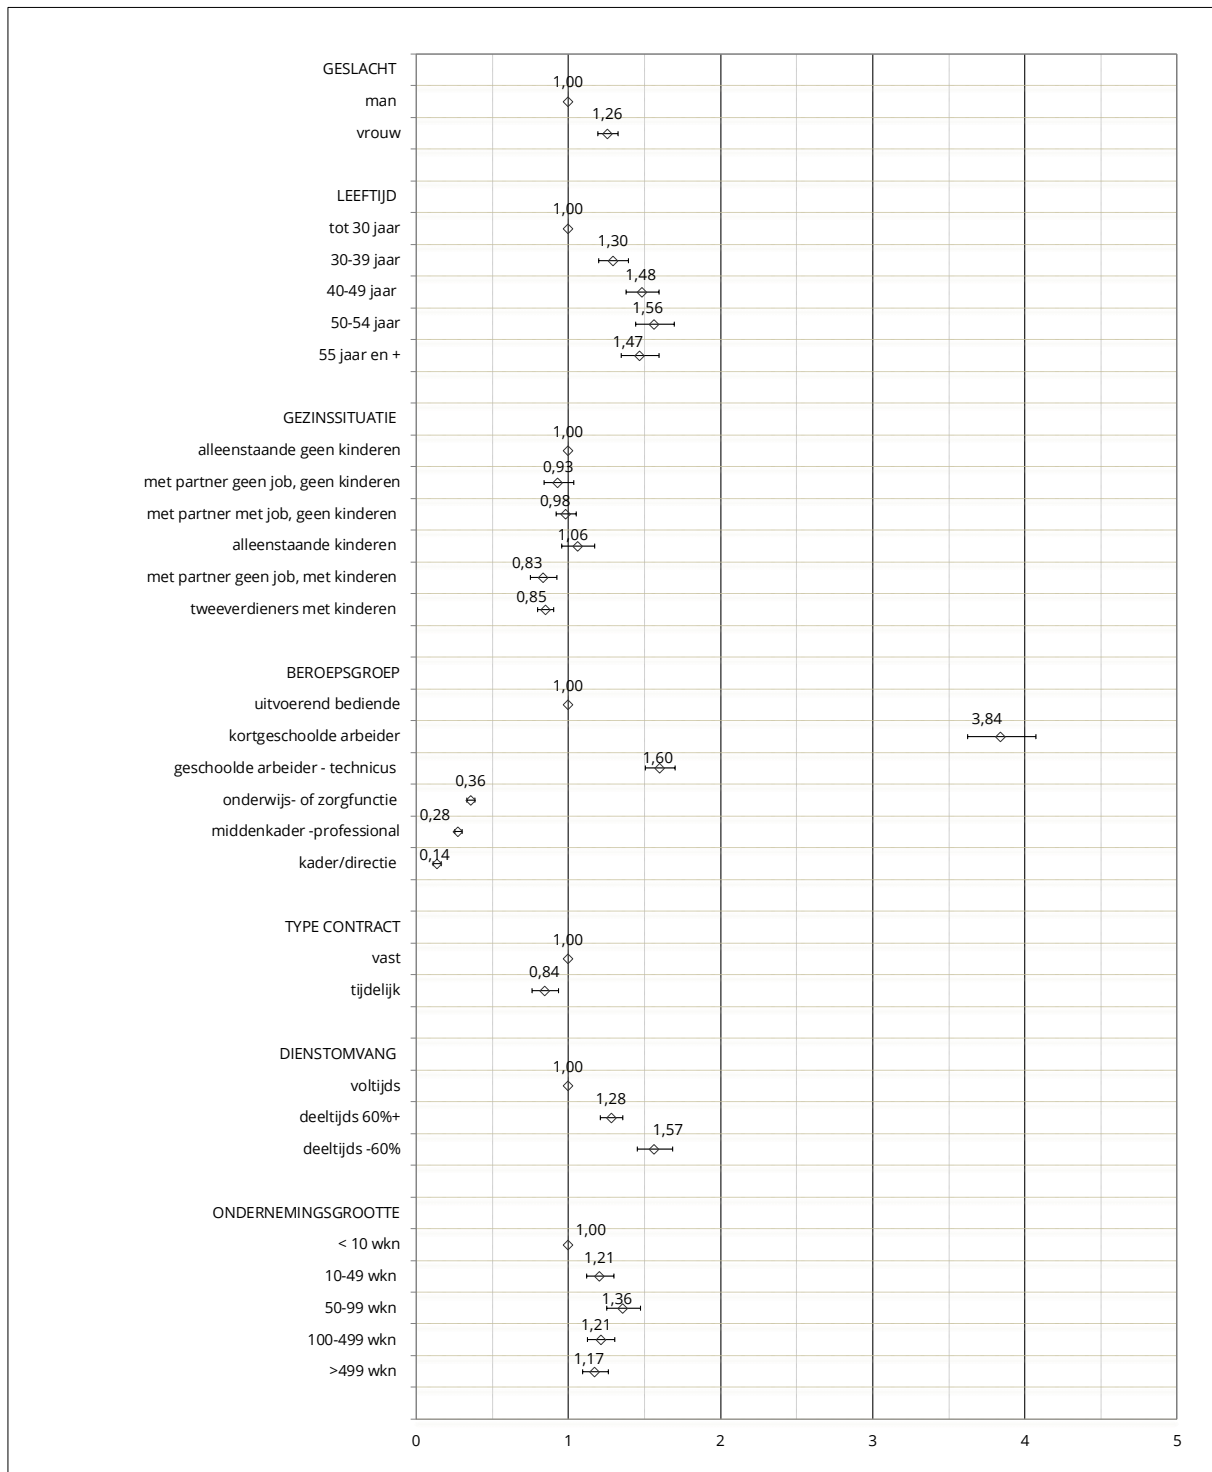 GESLACHT
1,00
man
1,26
vrouw
LEEFTIJD
1,00
tot 30 jaar
1,30
30-39 jaar
1,48
40-49 jaar
1,56
50-54 jaar
1,47
55 jaar en +
GEZINSSITUATIE
1,00
alleenstaande geen kinderen
0,93
met partner geen job, geen kinderen
0,98
met partner met job, geen kinderen
1,06
alleenstaande kinderen
0,83
met partner geen job, met kinderen
0,85
tweeverdieners met kinderen
BEROEPSGROEP
1,00
uitvoerend bediende
3,84
kortgeschoolde arbeider
1,60
geschoolde arbeider - technicus
0,36
onderwijs- of zorgfunctie
0,28
middenkader -professional
0,14
kader/directie
TYPE CONTRACT
1,00
vast
0,84
tijdelijk
DIENSTOMVANG
1,00
voltijds
1,28
deeltijds 60%+
1,57
deeltijds -60%
ONDERNEMINGSGROOTTE
1,00
< 10 wkn
1,21
10-49 wkn
1,36
50-99 wkn
1,21
100-499 wkn
1,17
>499 wkn
0 1 2 3 4 5